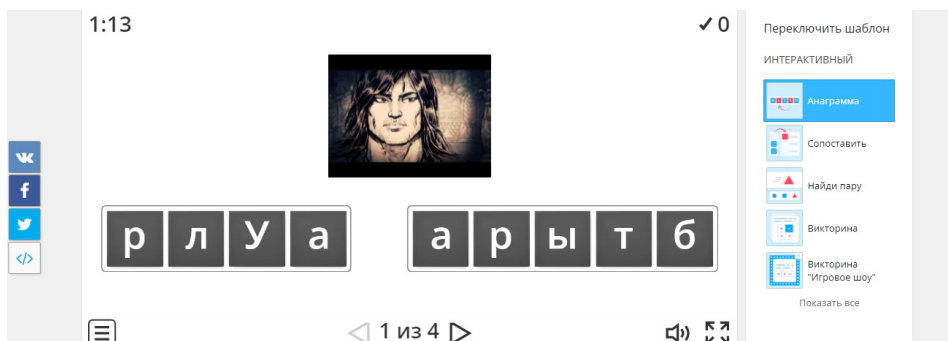 1:13
✓ 0
Переключить шаблон
ИНТЕРАКТИВНЫЙ
Анаграмма
Сопоставить
Найди пару
Викторина
Викторина
"Игровое шоу"
Показать все
р л У а
а р ы т б
1 из 4